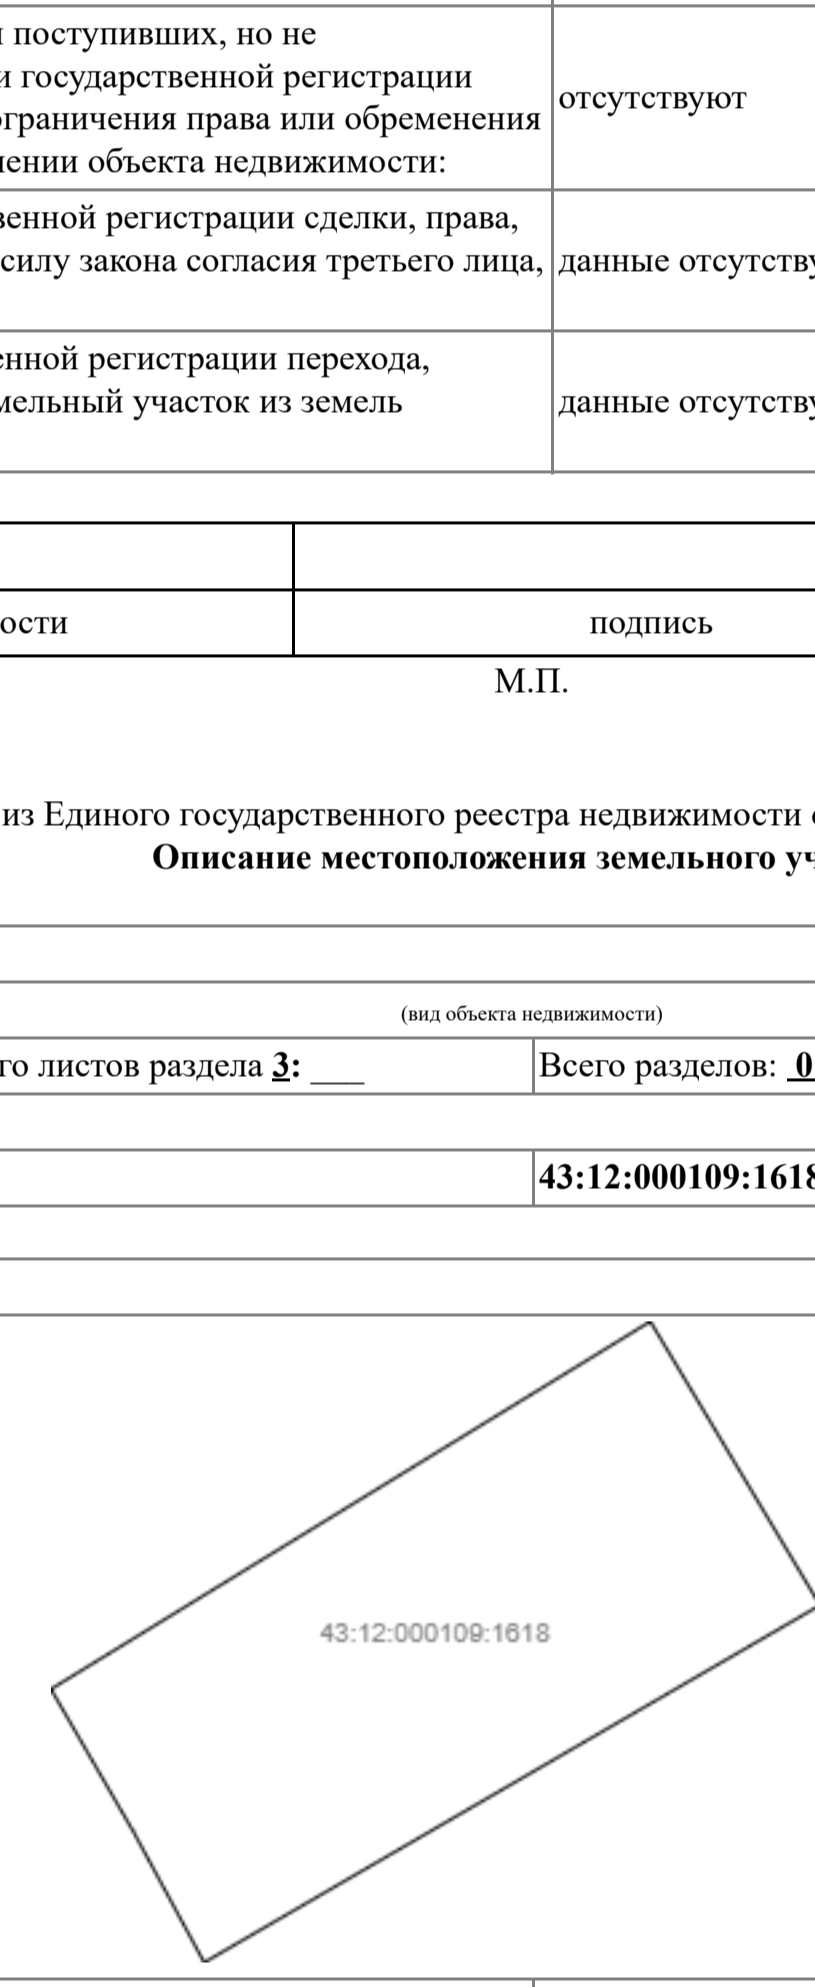 поступивших, но не
и государственной регистрации
ограничения права или обременения
отсутствуют
ении объекта недвижимости:
венной регистрации сделки, права,
силу закона согласия третьего лица,
данные отсутству
енной регистрации перехода,
мельный участок из земель
данные отсутству
ости
подпись
М.П.
из Единого государственного реестра недвижимости
Описание местоположения земельного уч
(вид объекта недвижимости)
го листов раздела 3: ___
Всего разделов: 0
43:12:000109:1618
43:12:000109:1618